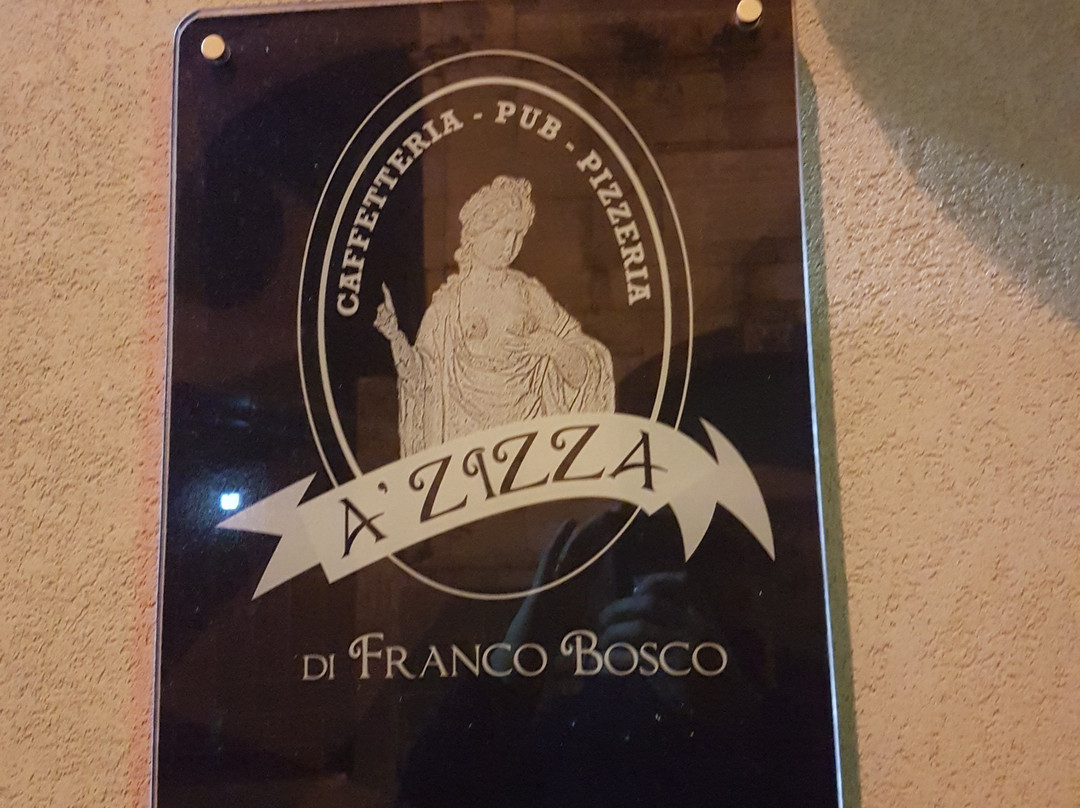 CAFFETTERIA - PUB - PIZZERIA
A' ZIZZA
DI FRANCO BOSCO